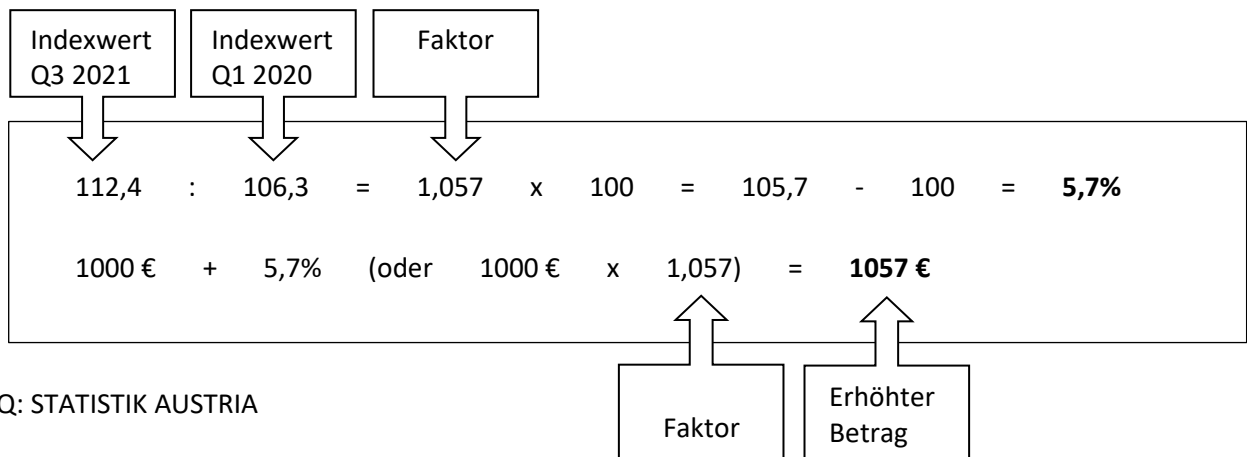 Indexwert
Q3 2021
Indexwert
Q1 2020
Faktor
112,4 : 106,3 = 1,057 x 100 = 105,7 - 100 = 5,7%
1000 € + 5,7% (oder 1000 € x 1,057) = 1057 €
Q: STATISTIK AUSTRIA
Faktor
Erhöhter
Betrag